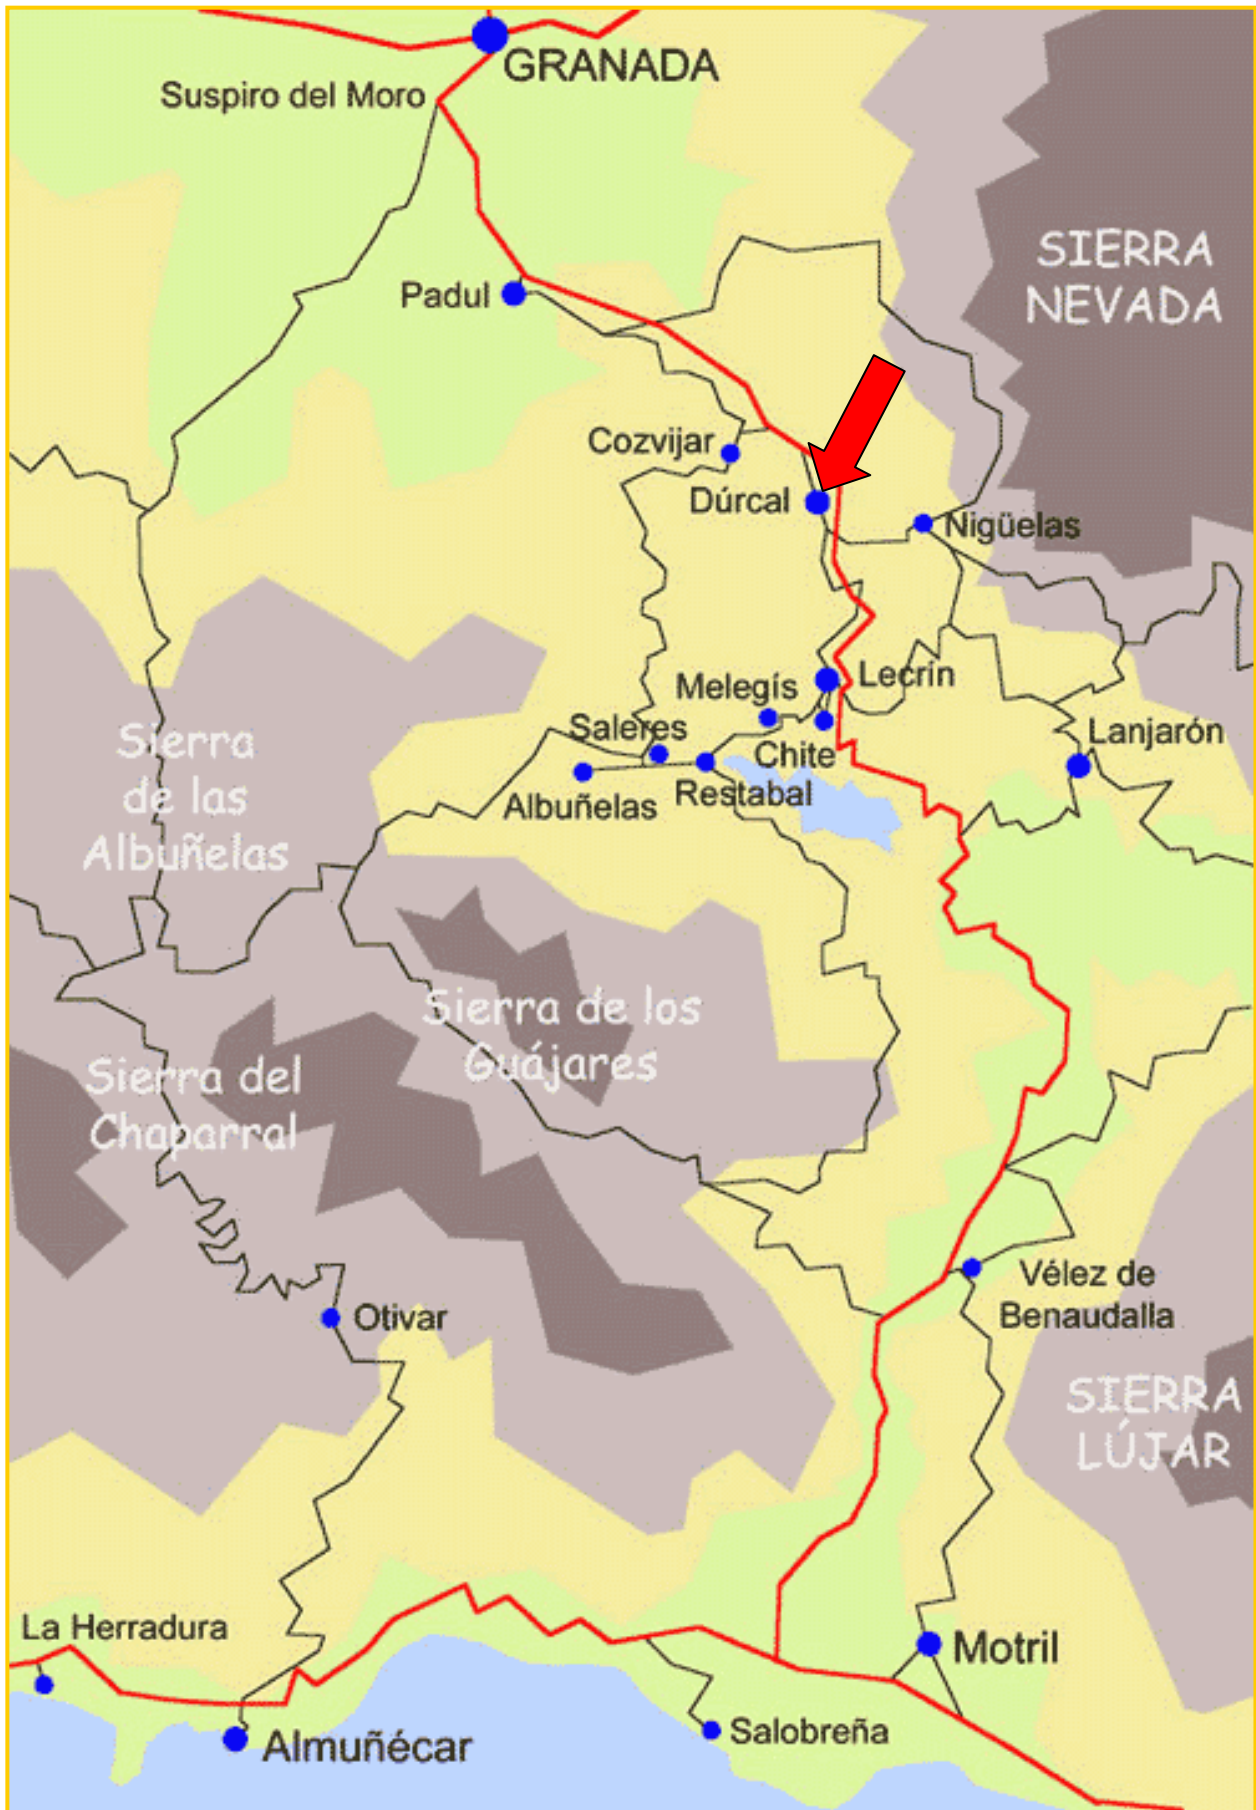 GRANADA
Suspiro del Moro
SIERRA
NEVADA
Padul
Cozvijar
Dúrcal
Nigüelas
Lecrín
Melegís
Saleres
Lanjarón
Sierra
de las
Albuñelas
Chite
Restabal
Albuñelas
Sierra de los
Guájares
Sierra del
Chaparral
Vélez de
Benaudalla
Otivar
SIERRA
LÚJAR
La Herradura
Motril
Salobreña
Almuñécar